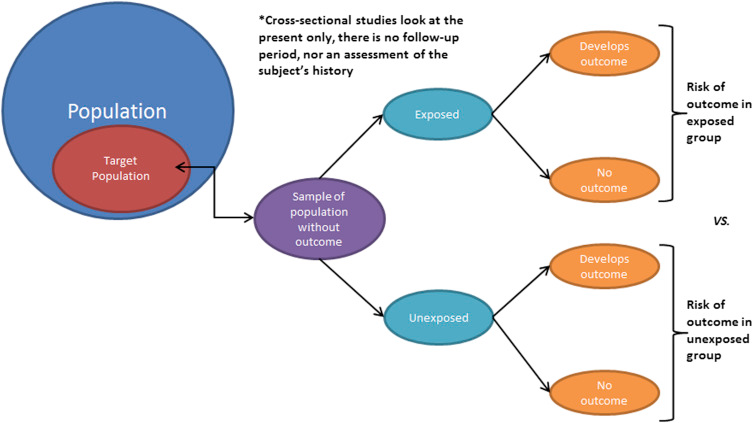 *Cross-sectional studies look at the
present only, there is no follow-up
period, nor an assessment of the
subject's history
Population
Target
Population
Sample of
population
without
outcome
Exposed
Develops
outcome
No
outcome
Risk of
outcome in
exposed
group
VS.
Unexposed
Develops
outcome
No
outcome
Risk of
outcome in
unexposed
group